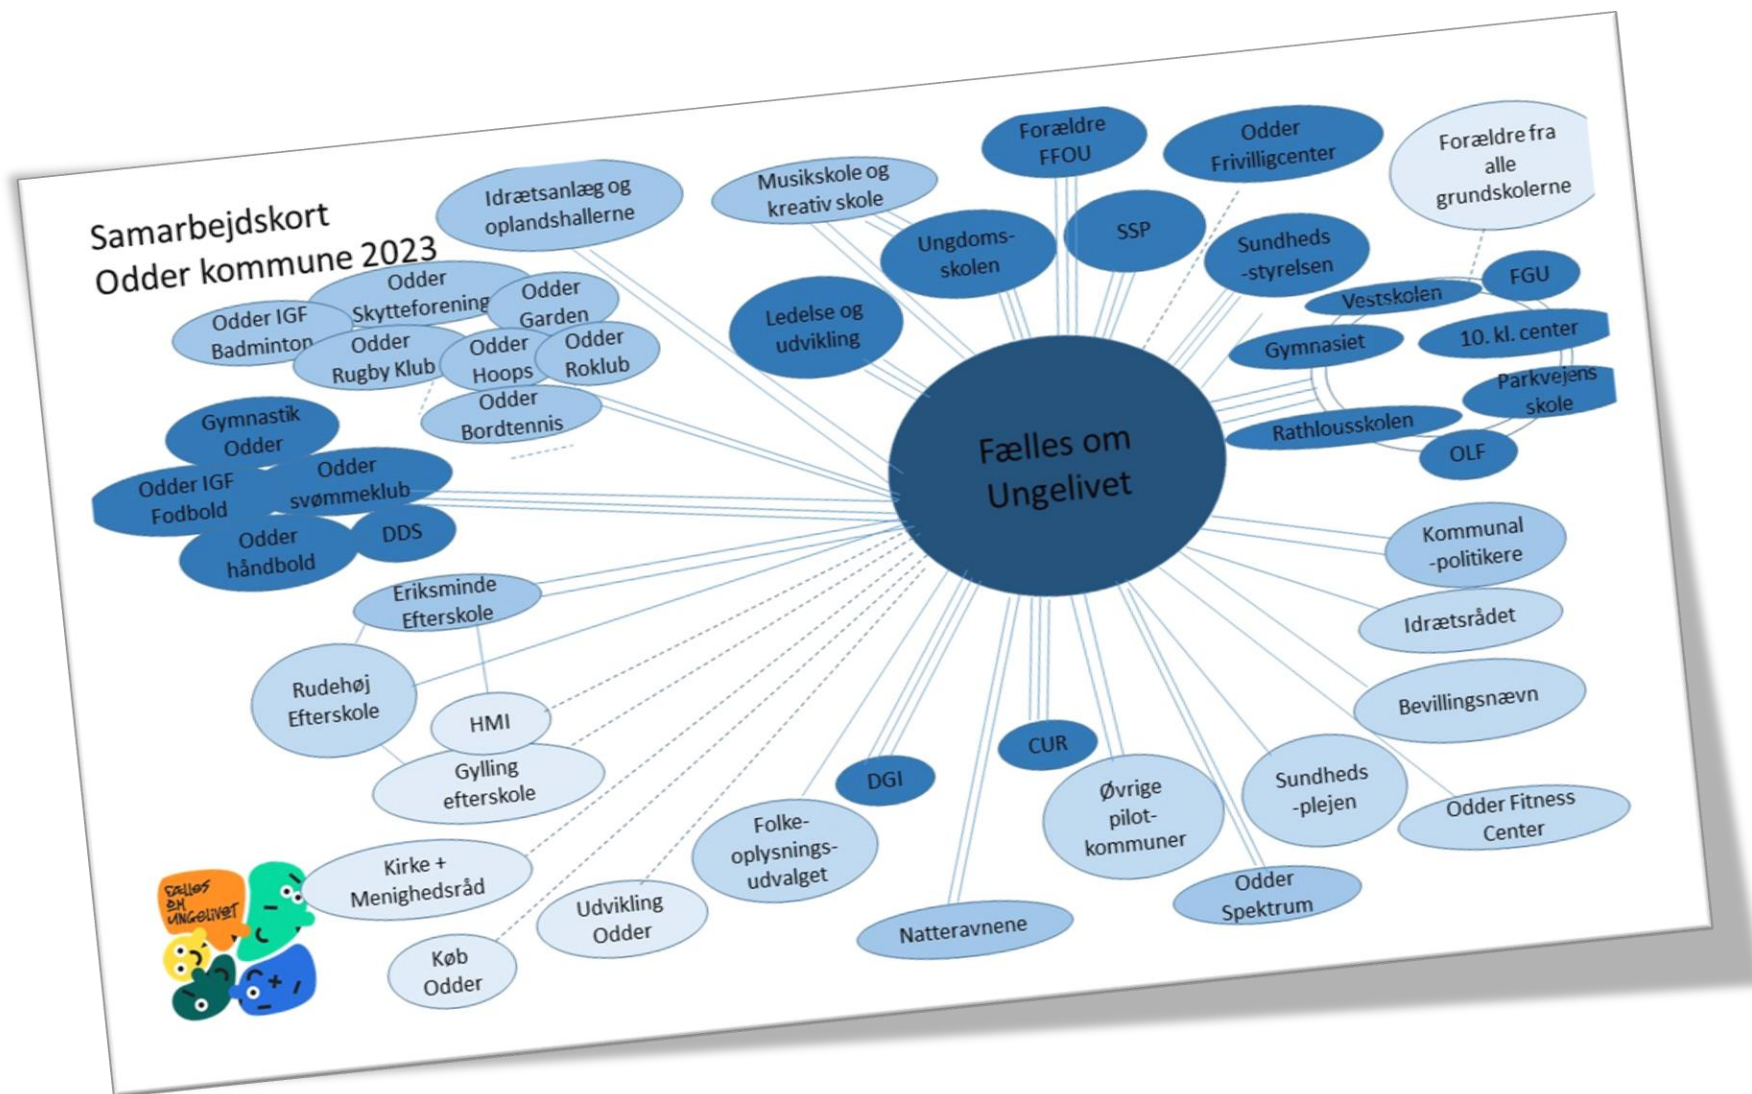 Samarbejdskort
Odder kommune 2023
Idrætsanlæg og
oplandshallerne
Musikskole og
kreativ skole
Forældre
FFOU
Odder
Frivilligcenter
Forældre fra
alle
grundskolerne
Ungdoms-
skolen
SSP
Sundheds
-styrelsen
Ledelse og
udvikling
Vestskolen
FGU
Gymnasiet
10. kl. center
Parkvejens
skole
Rathlousskolen
OLF
Odder
Skytteforening
Odder
Garden
Odder IGF
Badminton
Odder
Rugby Klub
Odder
Hoops
Odder
Roklub
Odder
Bordtennis
Gymnastik
Odder
Odder IGF
Fodbold
Odder
svømmeklub
Odder
håndbold
DDS
Fælles om
Ungelivet
Eriksminde
Efterskole
Rudehøj
Efterskole
HMI
Gylling
efterskole
Kirke +
Menighedsråd
Køb
Odder
Udvikling
Odder
Folke-
oplysnings-
udvalget
DGI
Natteravnene
CUR
Øvrige
pilot-
kommuner
Odder
Spektrum
Sundheds
-plejen
Odder Fitness
Center
Bevillingsnævn
Idrætsrådet
Kommunal
-politikere
FÆLLES
OM
UNGELIVET